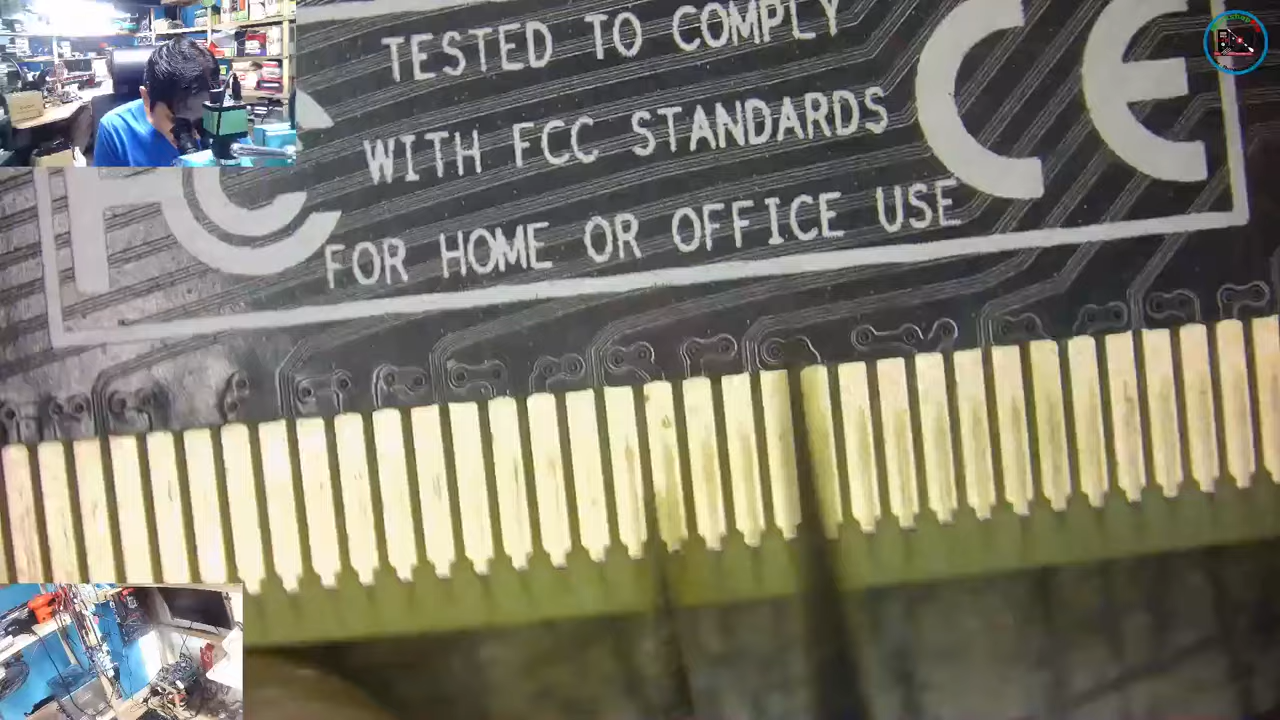 TESTED TO COMPLY
WITH FCC STANDARDS
FOR HOME OR OFFICE USE
FC
CE